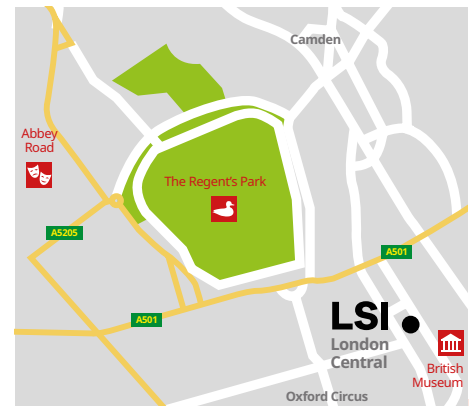 Camden
Abbey
Road
The Regent's Park
A5205
A501
A501
LSI
London
Central
British
Museum
Oxford Circus